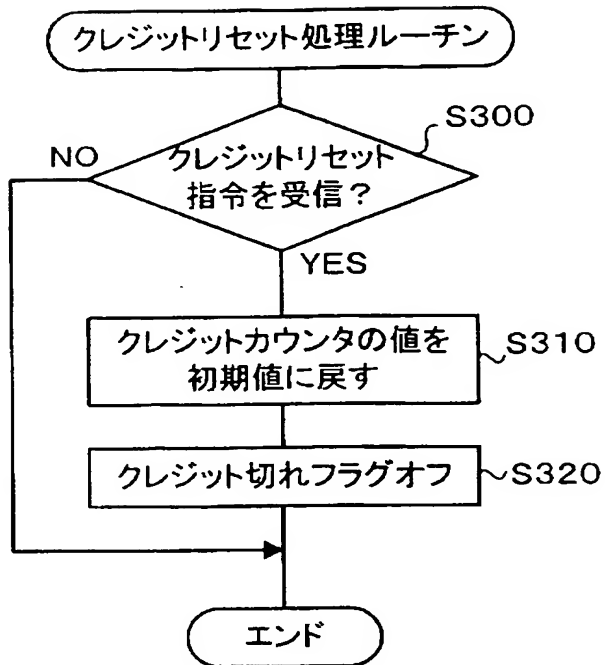 クレジットリセット処理ルーチン
S300
NO
クレジットリセット
指令を受信？
YES
クレジットカウンタの値を
初期値に戻す
S310
クレジット切れフラグオフ
S320
エンド